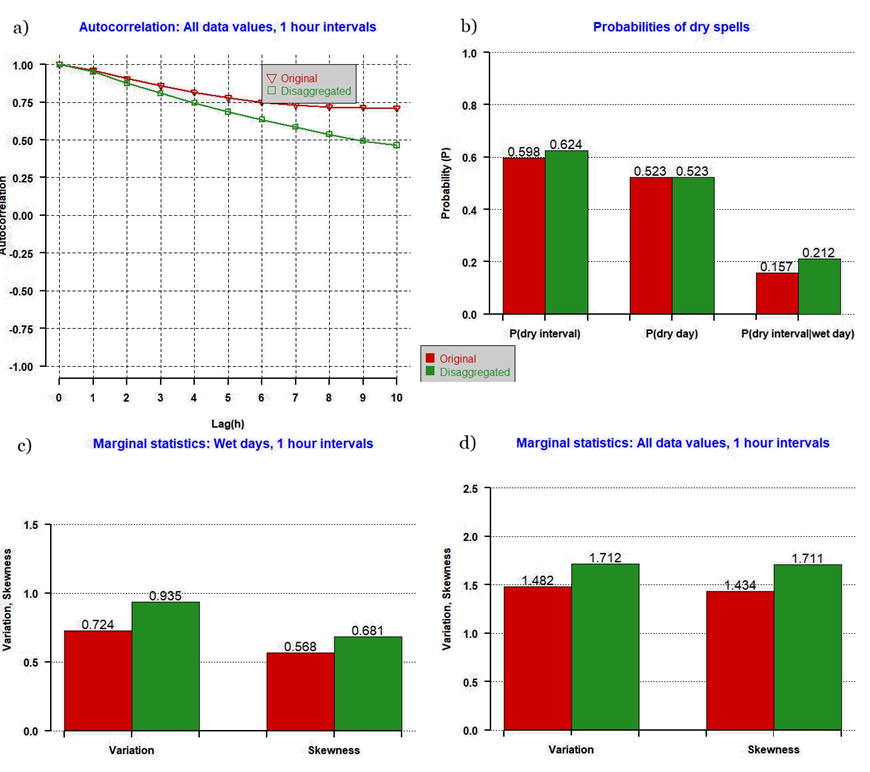 a)
Autocorrelation: All data values, 1 hour intervals
Original
Disaggregated
1.00
0.75
0.50
0.25
0.00
-0.25
-0.50
-0.75
-1.00
Autocorrelation
0 1 2 3 4 5 6 7 8 9 10
Lag(h)
b)
Probabilities of dry spells
1.0
0.8
0.6
0.4
0.2
0.0
Probability (P)
0.598 0.624
0.523 0.523
0.157 0.212
P(dry interval) P(dry day) P(dry interval|wet day)
Original
Disaggregated
c)
Marginal statistics: Wet days, 1 hour intervals
1.5
1.0
0.5
0.0
Variation, Skewness
0.724 0.935
0.568 0.681
Variation Skewness
d)
Marginal statistics: All data values, 1 hour intervals
2.5
2.0
1.5
1.0
0.5
0.0
Variation, Skewness
1.482 1.712
1.434 1.711
Variation Skewness